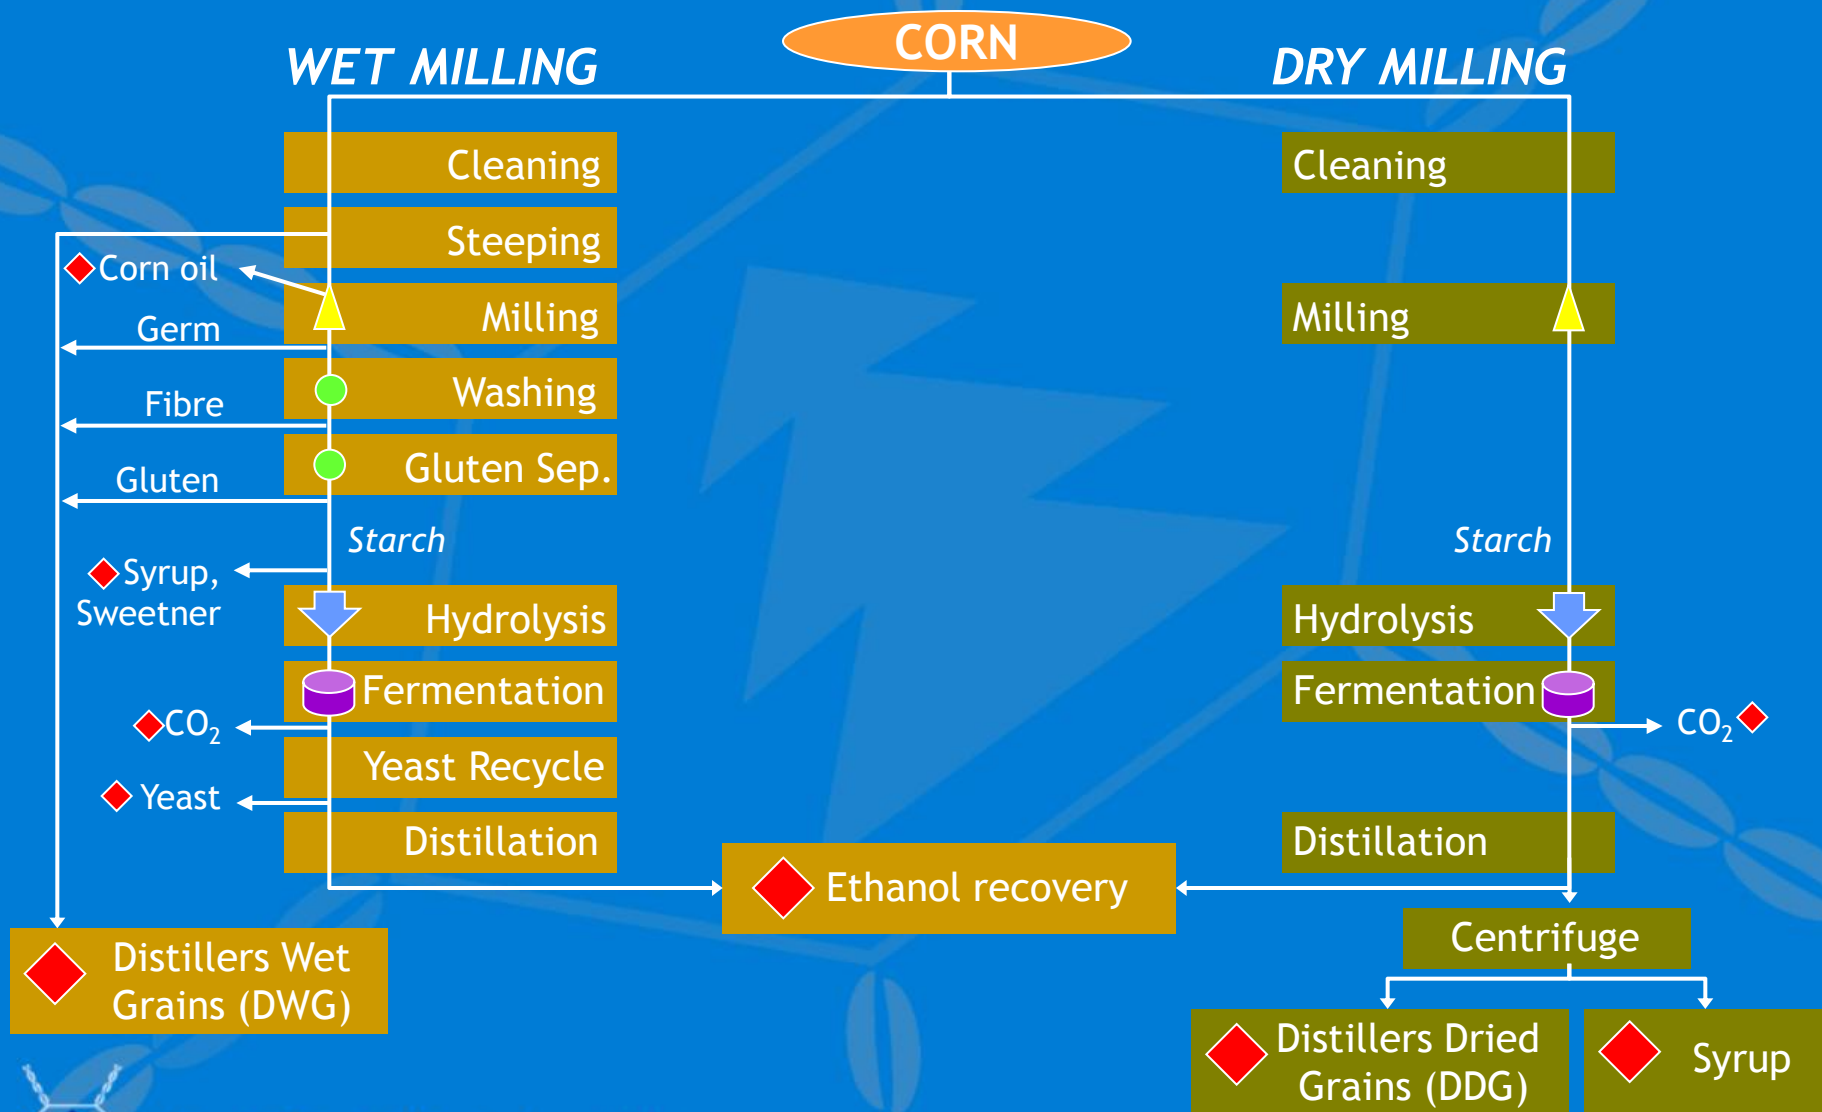 CORN
WET MILLING
DRY MILLING
Cleaning
Steeping
Corn oil
Milling
Germ
Washing
Fibre
Gluten Sep.
Gluten
Starch
Syrup,
Sweetner
Hydrolysis
Fermentation
CO₂
Yeast Recycle
Yeast
Distillation
Distillers Wet
Grains (DWG)
Ethanol recovery
Cleaning
Milling
Starch
Hydrolysis
Fermentation
CO₂
Distillation
Centrifuge
Distillers Dried
Grains (DDG)
Syrup